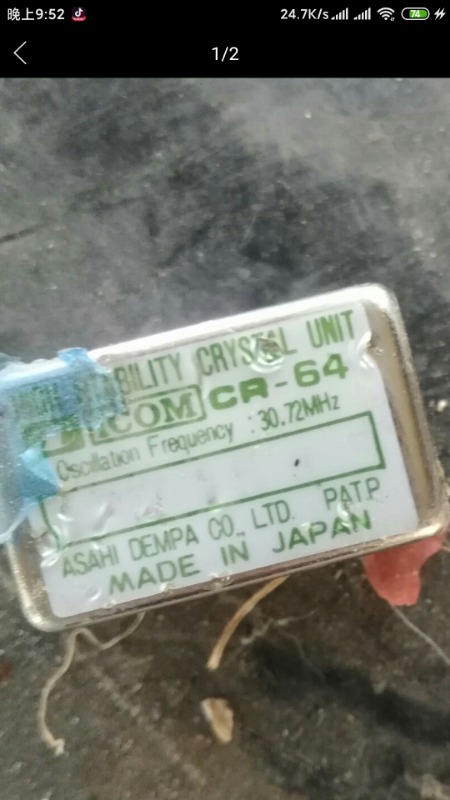 晚上9:52
24.7K/s
74
1/2
STABILITY CRYSTAL UNIT
ICOM CR-64
Oscillation Frequency : 30.72MHz
ASAHI DEMPA CO., LTD. PAT.P
MADE IN JAPAN